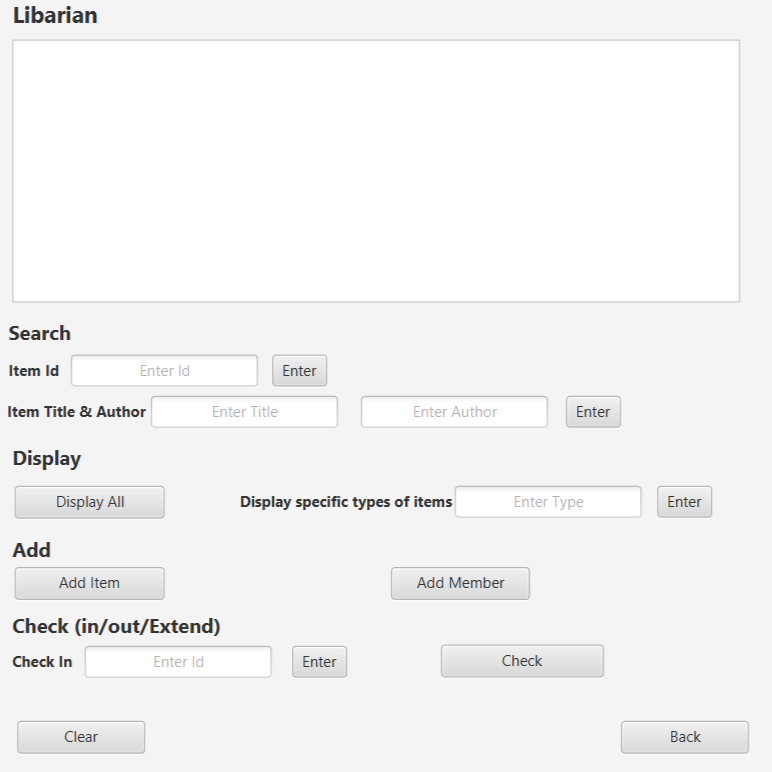 Libarian
Search
Item Id Enter Id Enter
Item Title & Author Enter Title Enter Author Enter
Display
Display All Display specific types of items Enter Type Enter
Add
Add Item Add Member
Check (in/out/Extend)
Check In Enter Id Enter Check
Clear Back